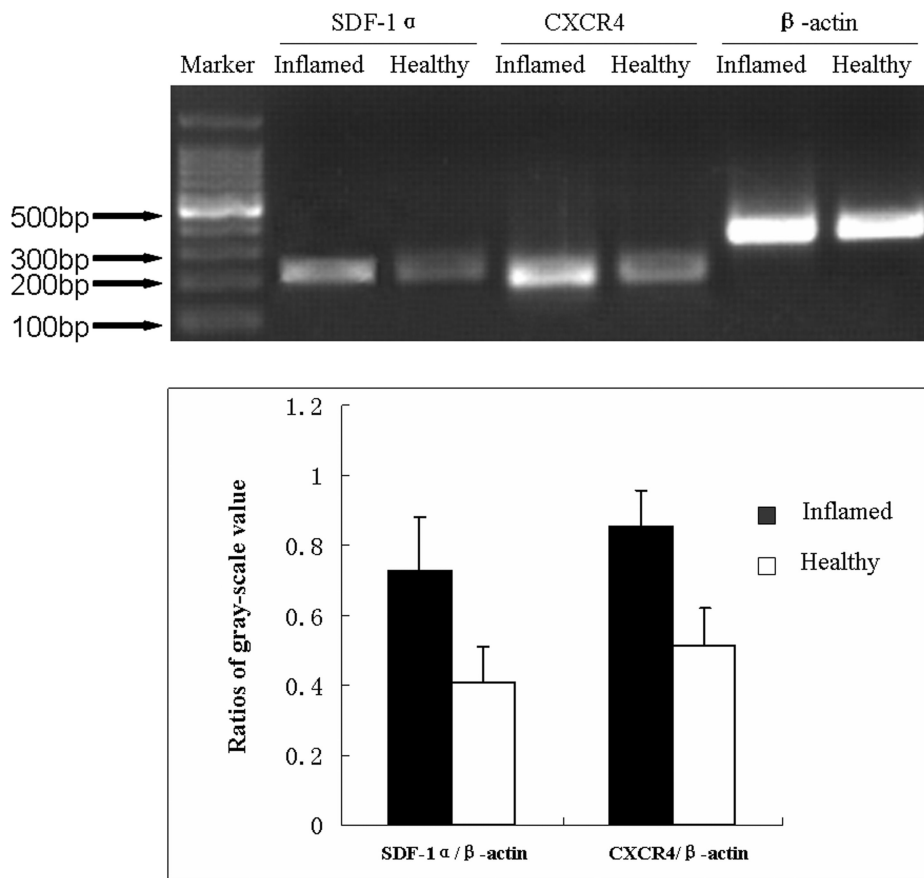 SDF-1 α CXCR4 β -actin
Marker Inflamed Healthy Inflamed Healthy Inflamed Healthy
500bp
300bp
200bp
100bp
1.2
1
0.8
0.6
0.4
0.2
0
Ratios of gray-scale value
Inflamed
Healthy
SDF-1 α / β -actin CXCR4/ β -actin